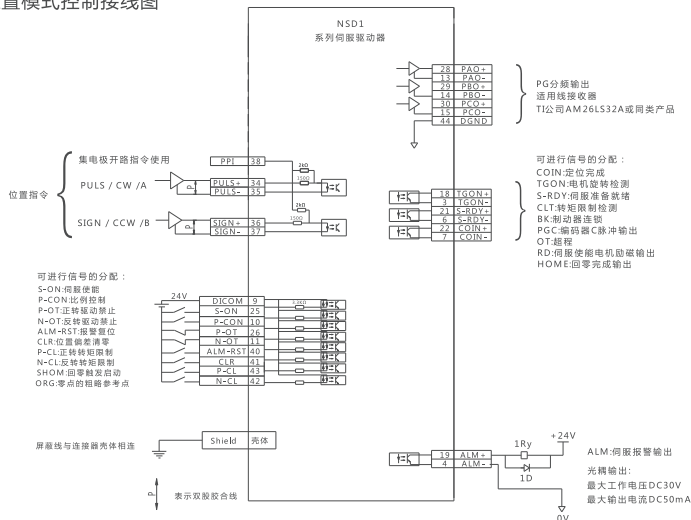 置模式控制接线图
NSD1
系列伺服驱动器
28 PAO+
13 PAO-
29 PBO+
14 PBO-
30 PCO+
15 PCO-
44 DGND
PG分频输出
适用线接收器
TI公司AM26LS32A或同类产品
集电极开路指令使用
PPI 38
2kΩ
150Ω
PULS / CW /A
P
PULS+ 34
PULS- 35
位置指令
2kΩ
150Ω
SIGN / CCW /B
P
SIGN+ 36
SIGN- 37
18 TGON+
3 TGON-
21 S-RDY+
6 S-RDY-
22 COIN+
7 COIN-
可进行信号的分配：
COIN:定位完成
TGON:电机旋转检测
S-RDY:伺服准备就绪
CLT:转矩限制检测
BK:制动器连锁
PGC:编码器C脉冲输出
OT:超程
RD:伺服使能电机励磁输出
HOME:回零完成输出
可进行信号的分配：
S-ON:伺服使能
P-CON:比例控制
P-OT:正转驱动禁止
N-OT:反转驱动禁止
ALM-RST:报警复位
CLR:位置偏差清零
P-CL:正转转矩限制
N-CL:反转转矩限制
SHOM:回零触发启动
ORG:零点的粗略参考点
24V
DICOM 9
S-ON 25
P-CON 10
P-OT 26
N-OT 11
ALM-RST 40
CLR 41
P-CL 43
N-CL 42
3.3KΩ
屏蔽线与连接器壳体相连
Shield 壳体
P
表示双股胶合线
19 ALM+
4 ALM-
1Ry
+24V
1D
0V
ALM:伺服报警输出
光耦输出:
最大工作电压DC30V
最大输出电流DC50mA